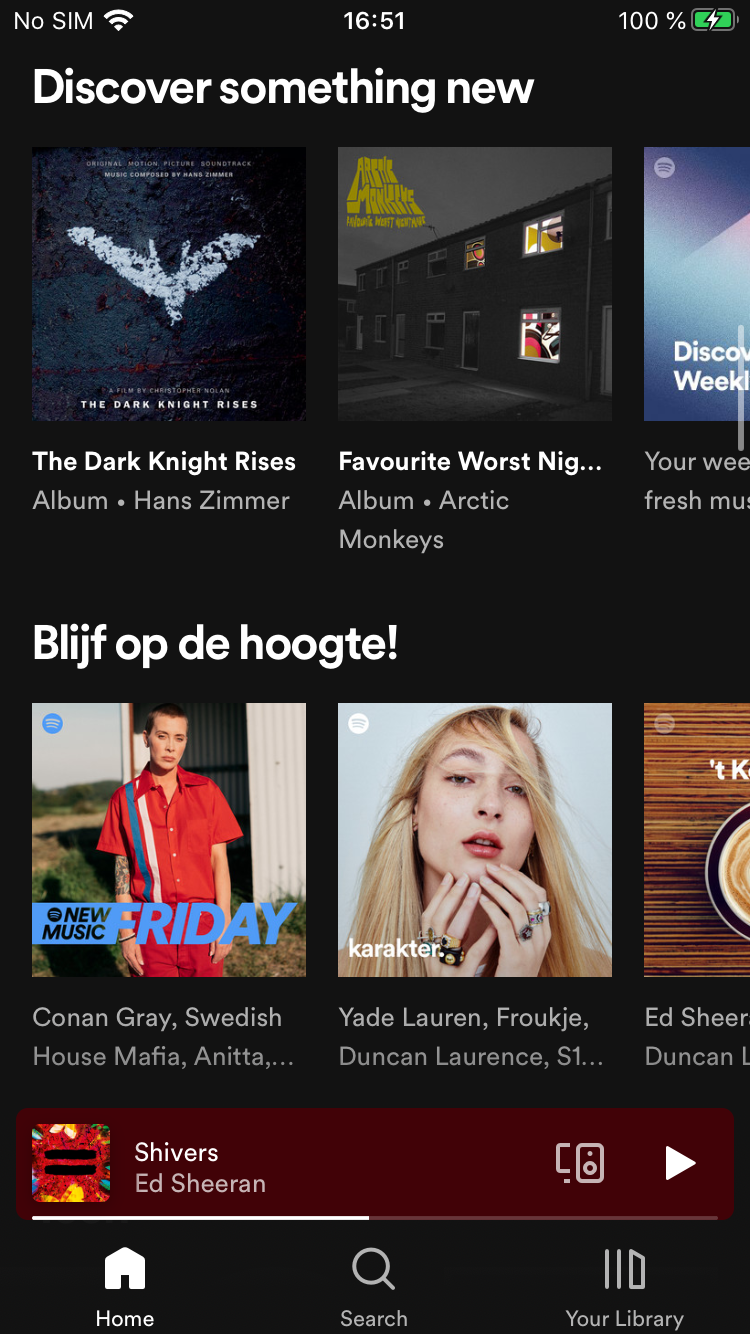 No SIM 16:51 100 %
Discover something new
ORIGINAL MOTION PICTURE SOUNDTRACK
MUSIC COMPOSED BY HANS ZIMMER
A FILM BY CHRISTOPHER NOLAN
THE DARK KNIGHT RISES
ARCTIC
MONKEYS
FAVOURITE WORST NIGHTMARE
Discov
Weekl
The Dark Knight Rises
Album • Hans Zimmer
Favourite Worst Nig...
Album • Arctic
Monkeys
Your wee
fresh mus
Blijf op de hoogte!
NEW
MUSIC FRIDAY
karakter.
't K
Conan Gray, Swedish
House Mafia, Anitta,...
Yade Lauren, Froukje,
Duncan Laurence, S1...
Ed Sheer
Duncan L
Shivers
Ed Sheeran
Home
Search
Your Library